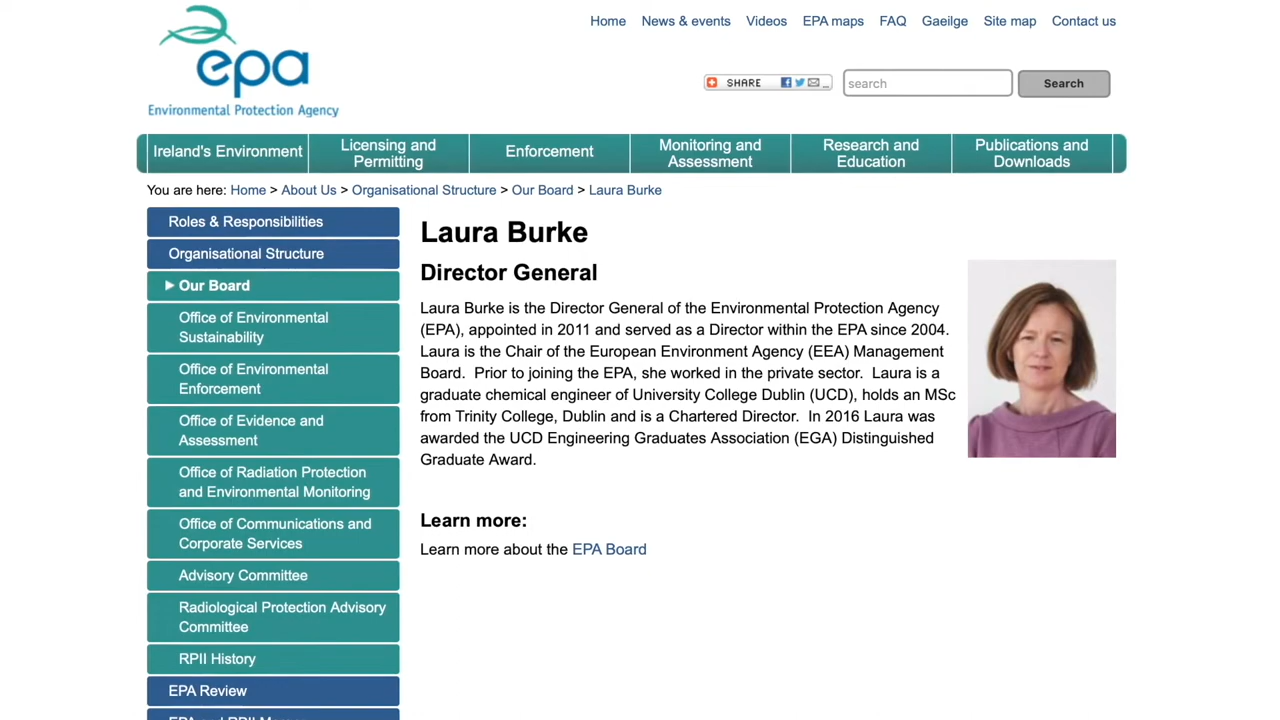 epa
Environmental Protection Agency
Home News & events Videos EPA maps FAQ Gaeilge Site map Contact us
SHARE
search
Search
Ireland's Environment
Licensing and
Permitting
Enforcement
Monitoring and
Assessment
Research and
Education
Publications and
Downloads
You are here: Home > About Us > Organisational Structure > Our Board > Laura Burke
Roles & Responsibilities
Organisational Structure
Our Board
Office of Environmental
Sustainability
Office of Environmental
Enforcement
Office of Evidence and
Assessment
Office of Radiation Protection
and Environmental Monitoring
Office of Communications and
Corporate Services
Advisory Committee
Radiological Protection Advisory
Committee
RPII History
EPA Review
Laura Burke
Director General
Laura Burke is the Director General of the Environmental Protection Agency
(EPA), appointed in 2011 and served as a Director within the EPA since 2004.
Laura is the Chair of the European Environment Agency (EEA) Management
Board. Prior to joining the EPA, she worked in the private sector. Laura is a
graduate chemical engineer of University College Dublin (UCD), holds an MSc
from Trinity College, Dublin and is a Chartered Director. In 2016 Laura was
awarded the UCD Engineering Graduates Association (EGA) Distinguished
Graduate Award.
Learn more:
Learn more about the EPA Board